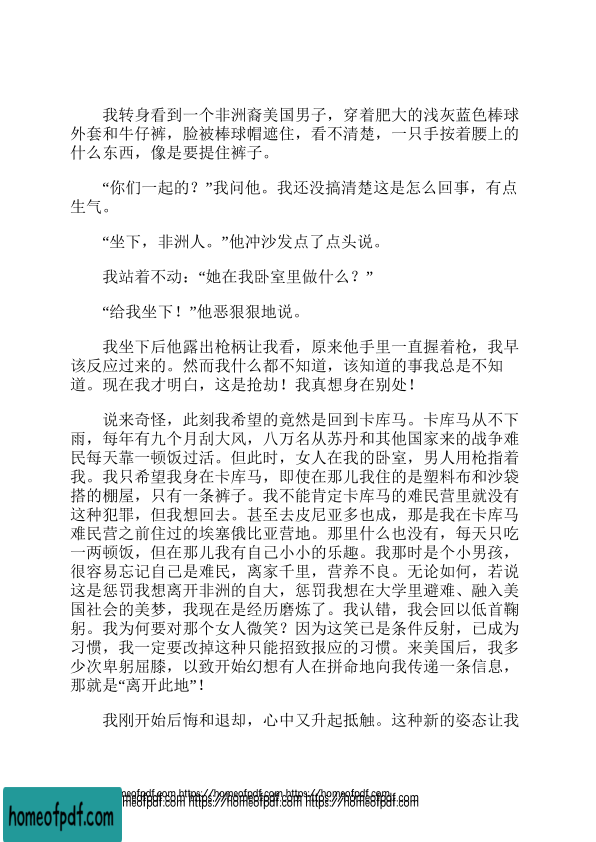 我转身看到一个非洲裔美国男子，穿着肥大的浅灰蓝色棒球
外套和牛仔裤，脸被棒球帽遮住，看不清楚，一只手按着腰上的
什么东西，像是要提住裤子。
“你们一起的？”我问他。我还没搞清楚这是怎么回事，有点
生气。
“坐下，非洲人。”他冲沙发点了点头说。
我站着不动：“她在我卧室里做什么？”
“给我坐下！”他恶狠狠地说。
我坐下后他露出枪柄让我看，原来他手里一直握着枪，我早
该反应过来的。然而我什么都不知道，该知道的事我总是不知
道。现在我才明白，这是抢劫！我真想身在别处！
说来奇怪，此刻我希望的竟然是回到卡库马。卡库马从不下
雨，每年有九个月刮大风，八万名从苏丹和其他国家来的战争难
民每天靠一顿饭过活。但此时，女人在我的卧室，男人用枪指着
我。我只希望我身在卡库马，即使在那儿我住的是塑料布和沙袋
搭的棚屋，只有一条裤子。我不能肯定卡库马的难民营里就没有
这种犯罪，但我想回去。甚至去皮尼亚多也成，那是我在卡库马
难民营之前住过的埃塞俄比亚营地。那里什么也没有，每天只吃
一两顿饭，但在那儿我有自己小小的乐趣。我那时是个小男孩，
很容易忘记自己是难民，离家千里，营养不良。无论如何，若说
这是惩罚我想离开非洲的自大，惩罚我想在大学里避难、融入美
国社会的美梦，我现在是经历磨炼了。我认错，我会回以低首鞠
躬。我为何要对那个女人微笑？因为这笑已是条件反射，已成为
习惯，我一定要改掉这种只能招致报应的习惯。来美国后，我多
少次卑躬屈膝，以致开始幻想有人在拼命地向我传递一条信息，
那就是“离开此地”！
我刚开始后悔和退却，心中又升起抵触。这种新的姿态让我
homeofpdf.com https://homeofpdf.com https://homeofpdf.com
homeofpdf.com https://homeofpdf.com https://homeofpdf.com
homeofpdf.com